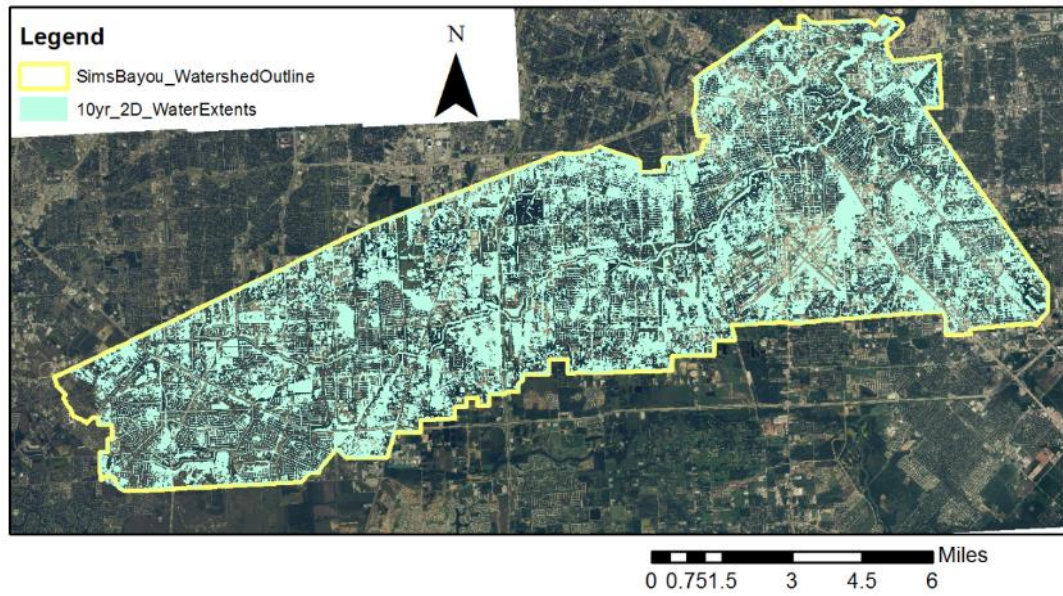 Legend
N
SimsBayou_WatershedOutline
10yr_2D_WaterExtents
Miles
0 0.751.5 3 4.5 6